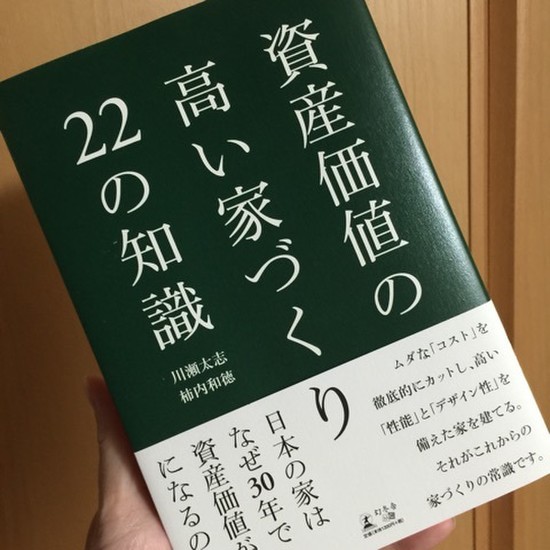 資産価値の
高い家づくり
22の知識
川瀬太志
柿内和徳
ムダな「コスト」を
徹底的にカットし、高い
「性能」と「デザイン性」を
備えた家を建てる。
それがこれからの
家づくりの常識です。
日本の家は
なぜ30年で
資産価値が
になるの
幻冬舎